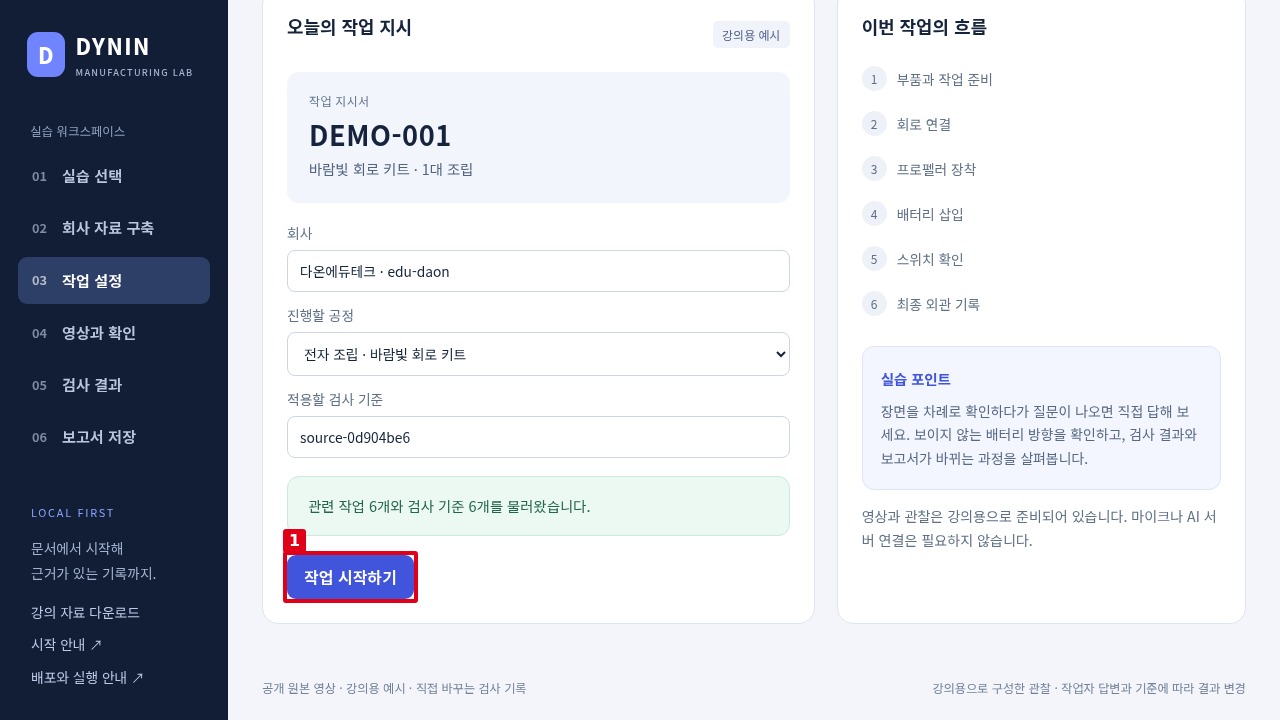 D
DYNIN
MANUFACTURING LAB
실습 워크스페이스
01 실습 선택
02 회사 자료 구축
03 작업 설정
04 영상과 확인
05 검사 결과
06 보고서 저장
LOCAL FIRST
문서에서 시작해
근거가 있는 기록까지.
강의 자료 다운로드
시작 안내 ↗
배포와 실행 안내 ↗
오늘의 작업 지시
강의용 예시
작업 지시서
DEMO-001
바람빛 회로 키트 · 1대 조립
회사
다온에듀테크 · edu-daon
진행할 공정
전자 조립 · 바람빛 회로 키트
적용할 검사 기준
source-0d904be6
관련 작업 6개와 검사 기준 6개를 물러왔습니다.
1
작업 시작하기
이번 작업의 흐름
1 부품과 작업 준비
2 회로 연결
3 프로펠러 장착
4 배터리 삽입
5 스위치 확인
6 최종 외관 기록
실습 포인트
장면을 차례로 확인하다가 질문이 나오면 직접 답해 보
세요. 보이지 않는 배터리 방향을 확인하고, 검사 결과와
보고서가 바뀌는 과정을 살펴봅니다.
영상과 관찰은 강의용으로 준비되어 있습니다. 마이크나 AI 서
버 연결은 필요하지 않습니다.
공개 원본 영상 · 강의용 예시 · 직접 바꾸는 검사 기록
강의용으로 구성한 관찰 · 작업자 답변과 기준에 따라 결과 변경